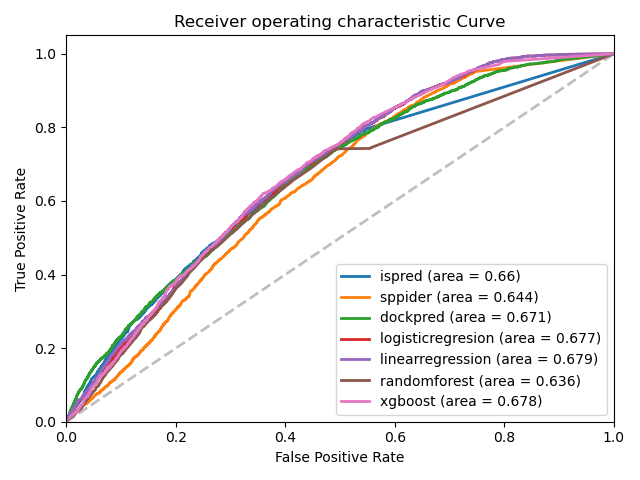 Receiver operating characteristic Curve
True Positive Rate
1.0
0.8
0.6
0.4
0.2
0.0
ispred (area = 0.66)
sppider (area = 0.644)
dockpred (area = 0.671)
logisticregresion (area = 0.677)
linearregression (area = 0.679)
randomforest (area = 0.636)
xgboost (area = 0.678)
0.0 0.2 0.4 0.6 0.8 1.0
False Positive Rate